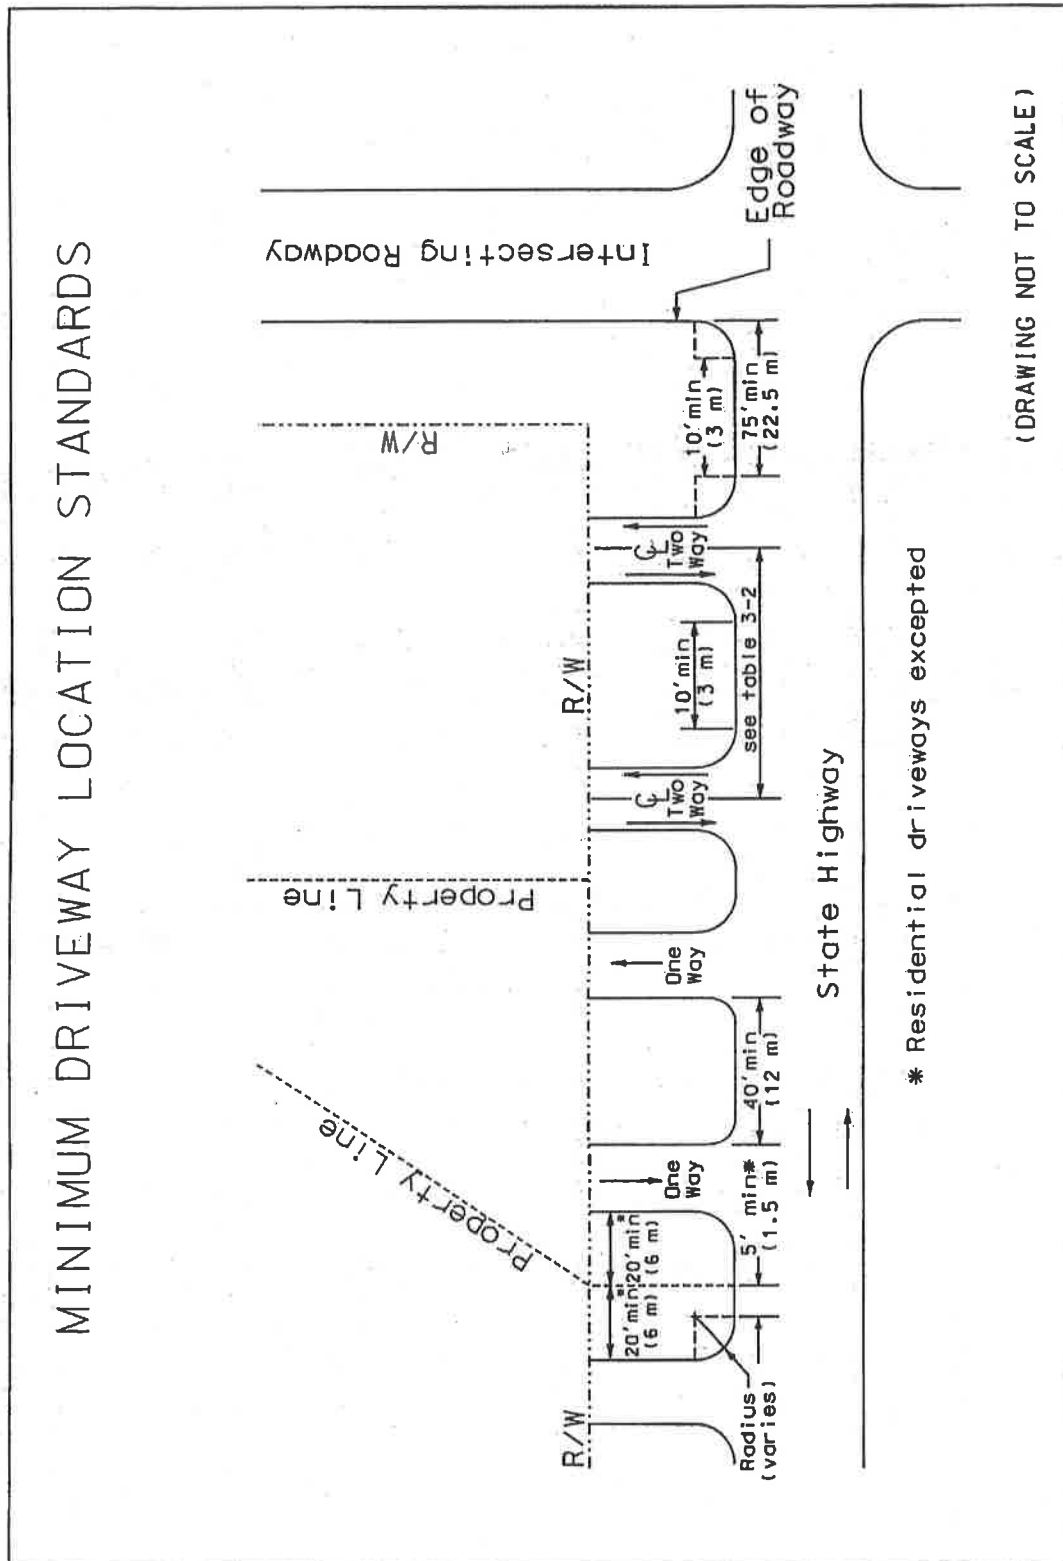 MINIMUM DRIVEWAY LOCATION STANDARDS
Intersecting Roadway
Edge of
Roadway
R/W
10'min
(3 m)
75'min
(22.5 m)
R/W
℄
Two
Way
10'min
(3 m)
see table 3-2
℄
Two
Way
Property Line
One
Way
40'min
(12 m)
Property Line
One
Way
5' min*
(1.5 m)
20'min*
(6 m)
20'min*
(6 m)
Radius
(varies)
R/W
State Highway
* Residential driveways excepted
(DRAWING NOT TO SCALE)